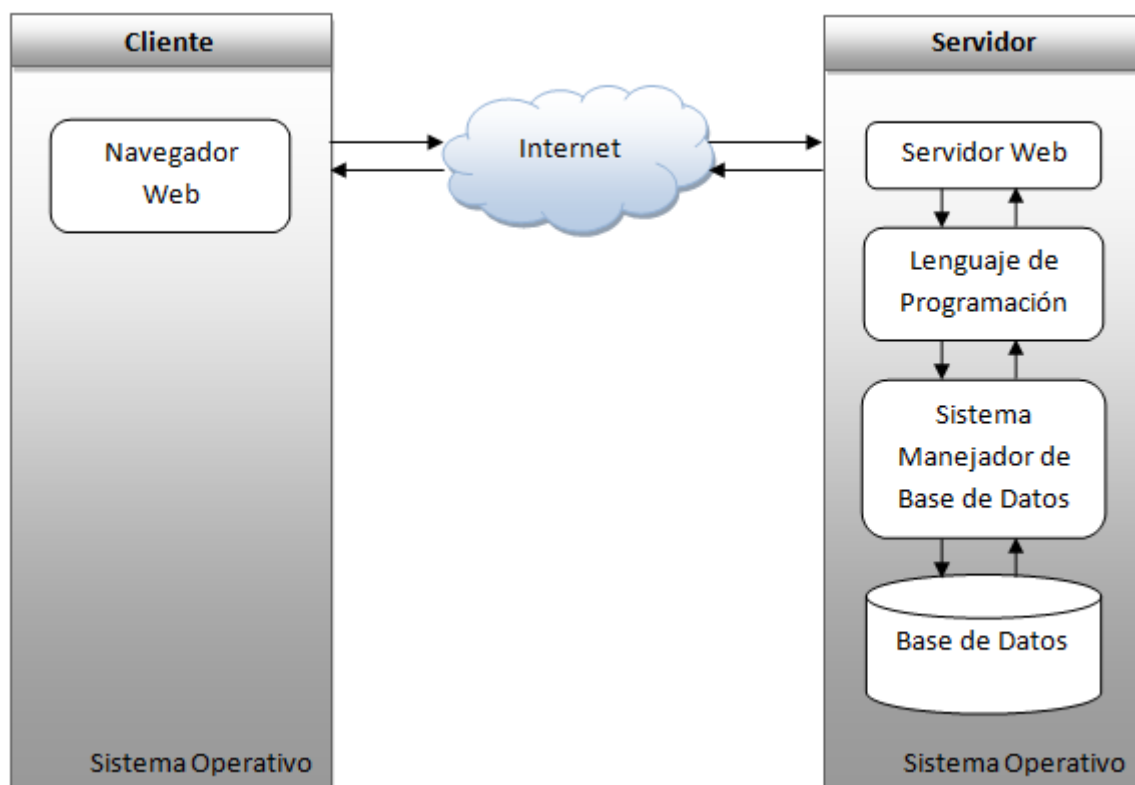 Cliente
Navegador
Web
Sistema Operativo
Internet
Servidor
Servidor Web
Lenguaje de
Programación
Sistema
Manejador de
Base de Datos
Base de Datos
Sistema Operativo